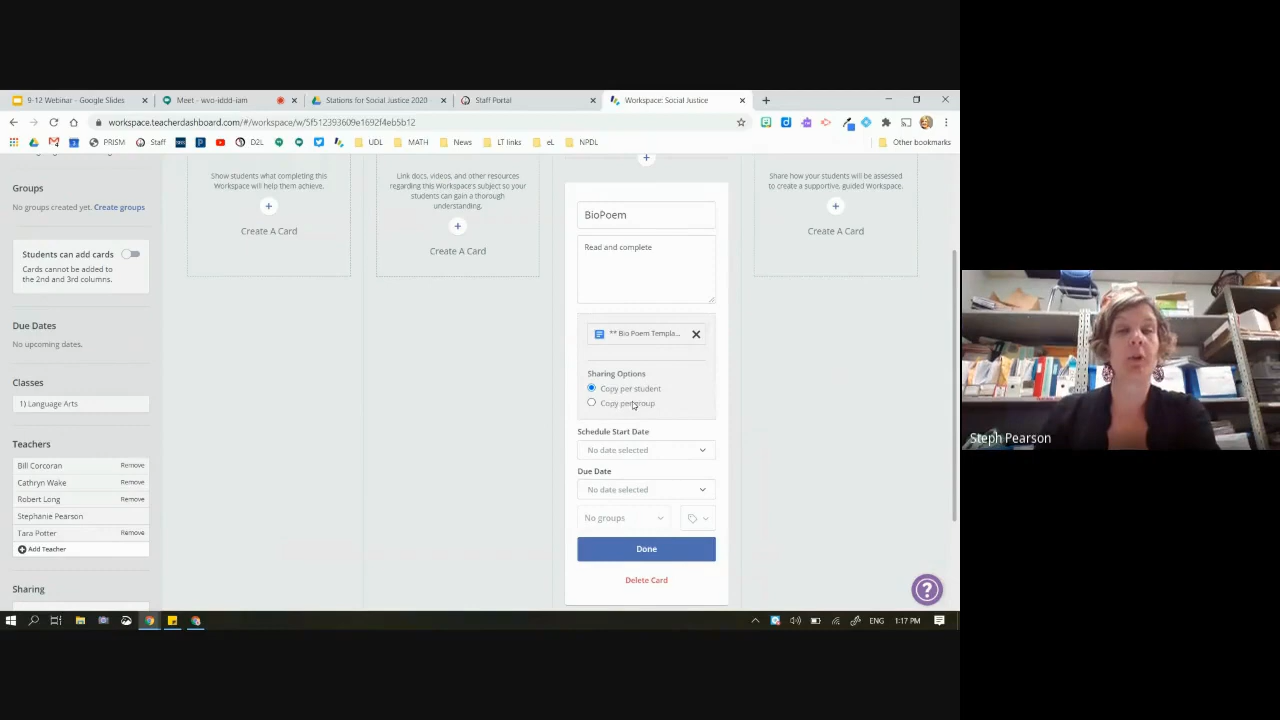 9-12 Webinar - Google Slides
Meet - wvo-iddd-iam
Stations for Social Justice 2020
Staff Portal
Workspace: Social Justice
workspace.teacherdashboard.com/#/workspace/w/5f512393609e1692f4eb5b12
PRISM
Staff
D2L
UDL
MATH
News
LT links
eL
NPDL
Other bookmarks
Groups
No groups created yet. Create groups
Students can add cards
Cards cannot be added
to the 2nd and 3rd columns.
Due Dates
No upcoming dates.
Classes
1) Language Arts
Teachers
Bill Corcoran Remove
Cathryn Wake Remove
Robert Long Remove
Stephanie Pearson
Tara Potter Remove
Add Teacher
Sharing
Show students what completing this
Workspace will help them achieve.
Create A Card
Link docs, videos, and other resources
regarding this Workspace's subject so your
students can gain a thorough
understanding.
Create A Card
BioPoem
Read and complete
** Bio Poem Templa...
Sharing Options
Copy per student
Copy per group
Schedule Start Date
No date selected
Due Date
No date selected
No groups
Done
Delete Card
Share how your students will be assessed
to create a supportive, guided Workspace.
Create A Card
ENG
1:17 PM
Steph Pearson